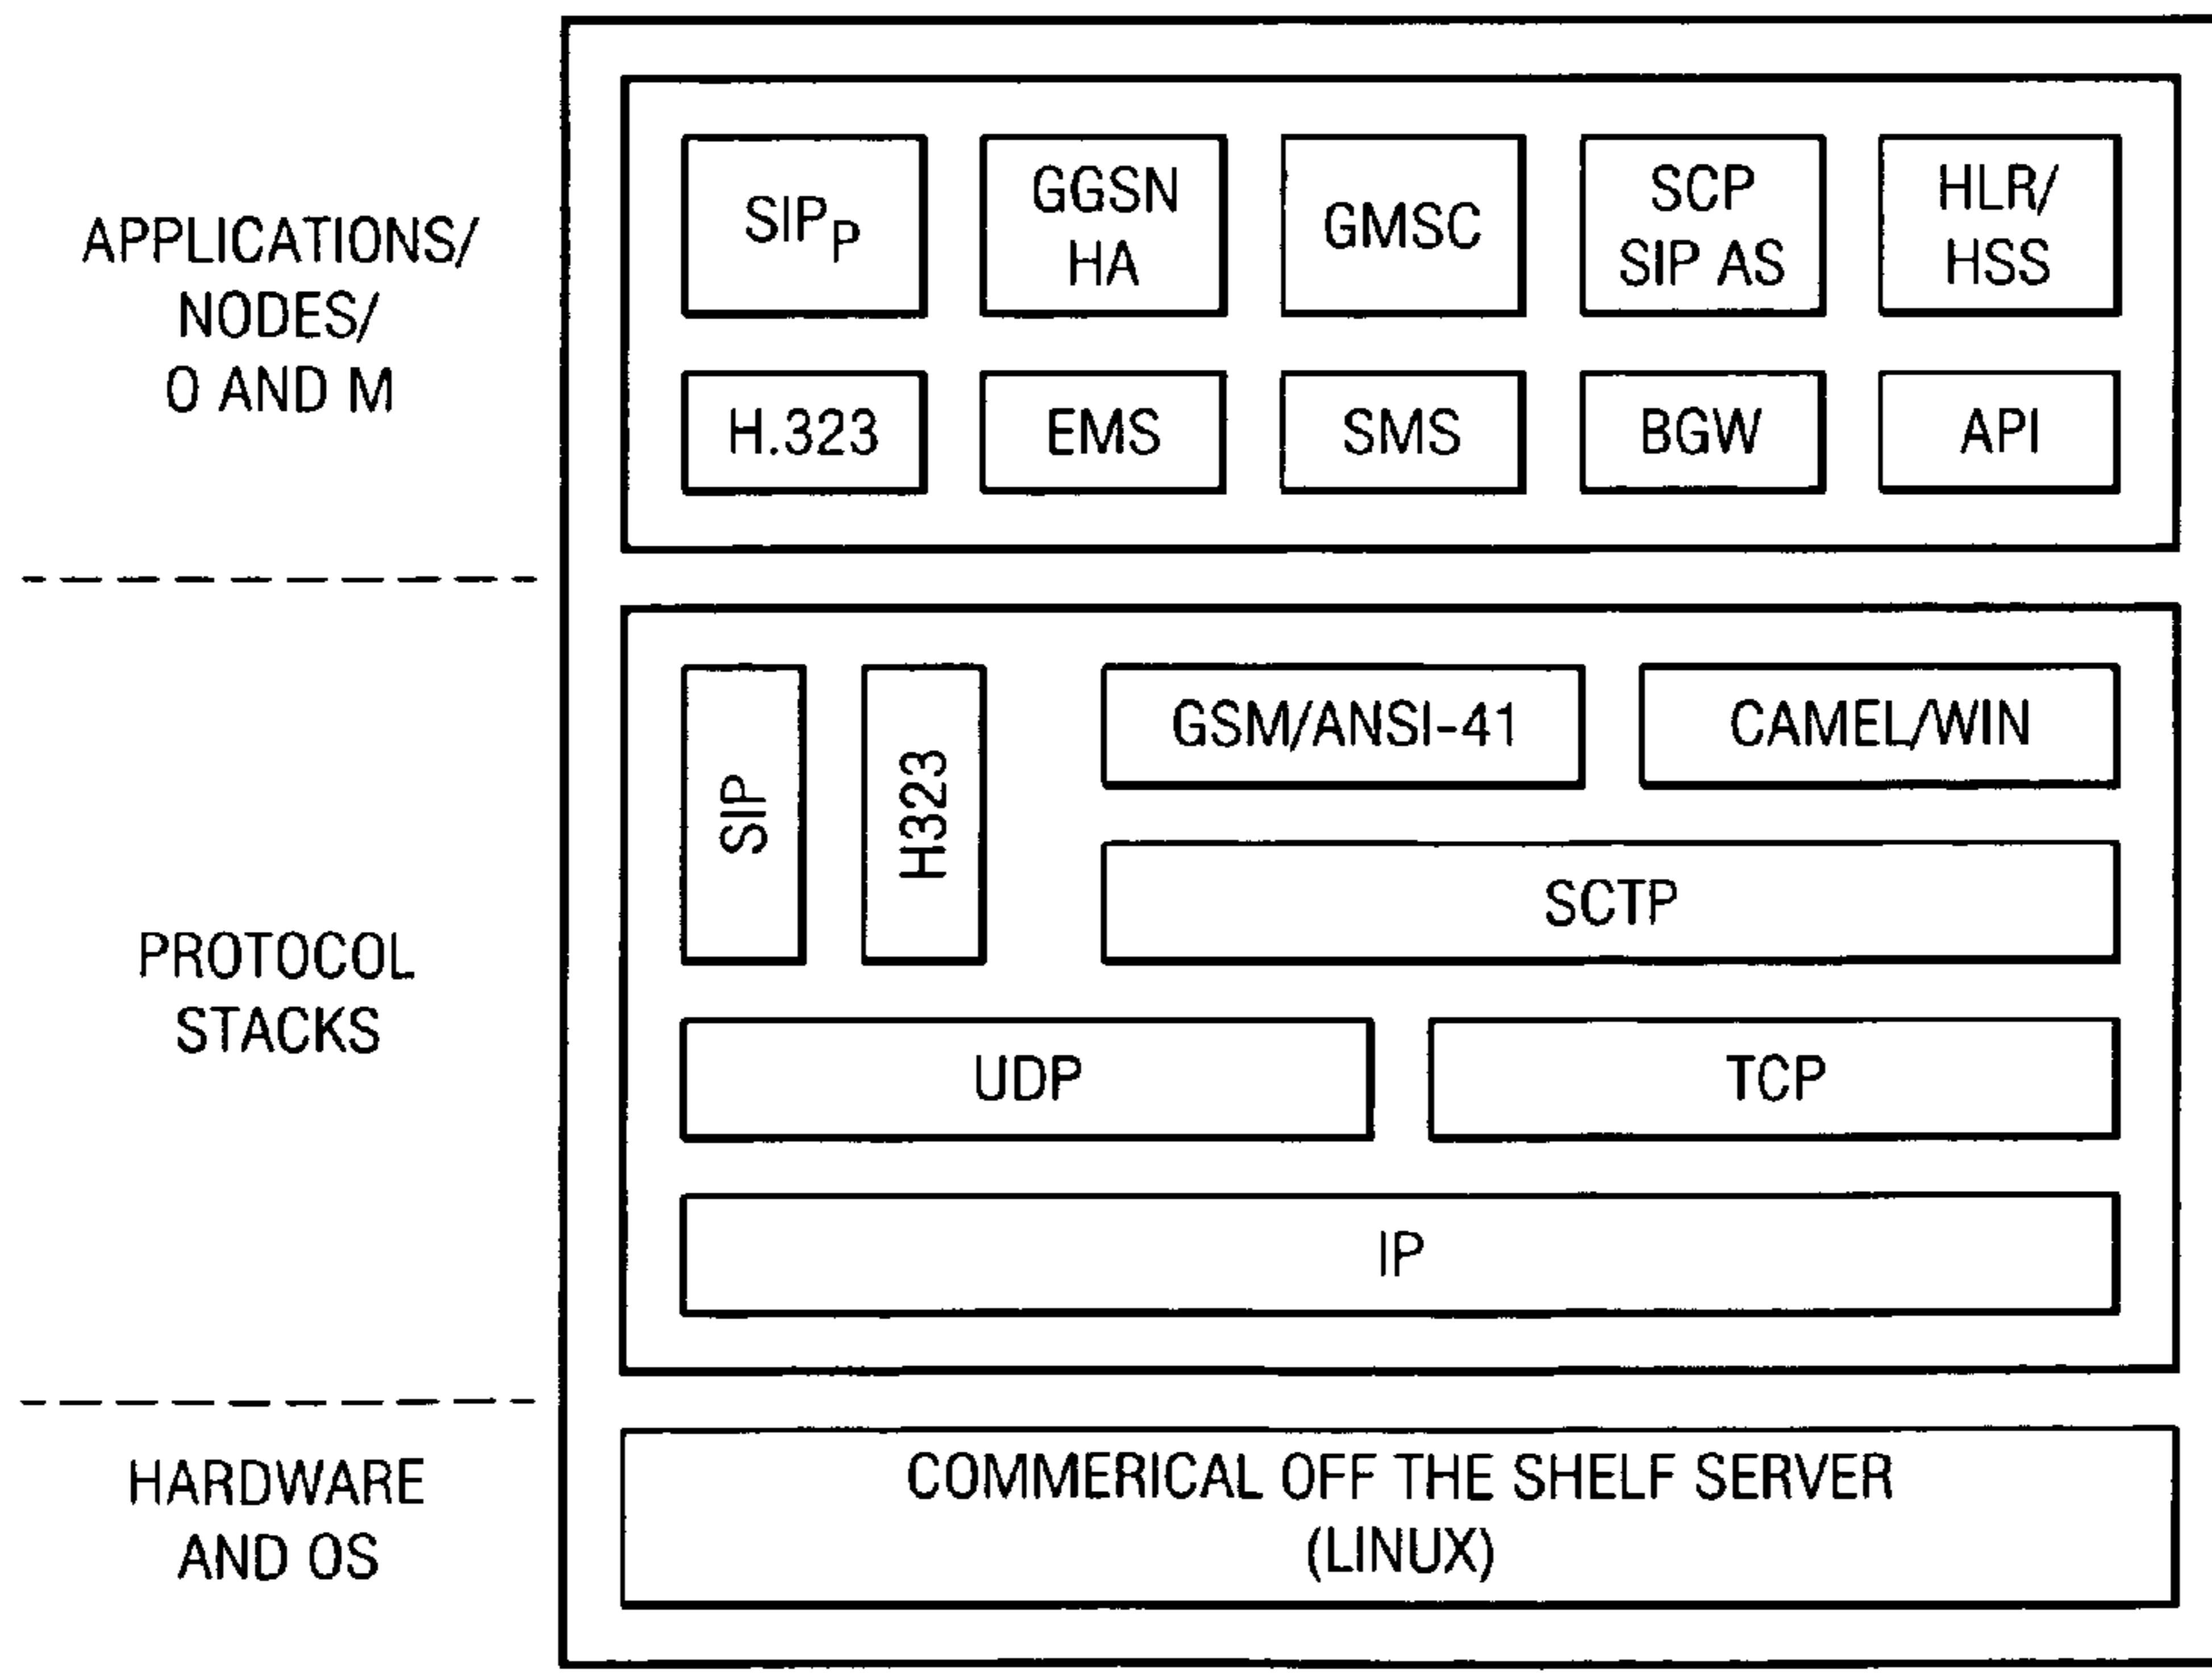 APPLICATIONS/
NODES/
O AND M
SIPP
GGSN
HA
GMSC
SCP
SIP AS
HLR/
HSS
H.323
EMS
SMS
BGW
API
PROTOCOL
STACKS
SIP
H323
GSM/ANSI-41
CAMEL/WIN
SCTP
UDP
TCP
IP
HARDWARE
AND OS
COMMERICAL OFF THE SHELF SERVER
(LINUX)